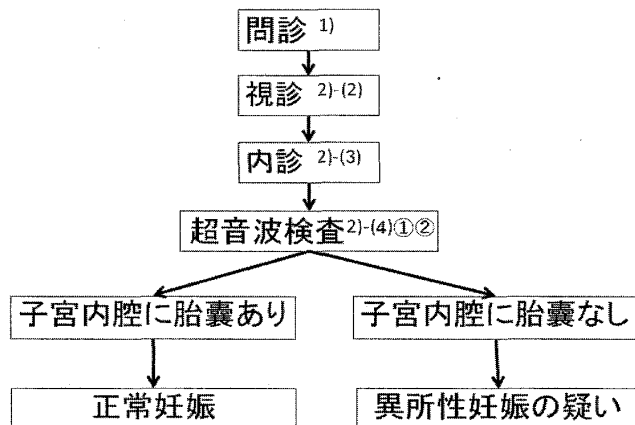 問診 1)
視診 2)-(2)
内診 2)-(3)
超音波検査2)-(4)①②
子宮内腔に胎嚢あり
子宮内腔に胎嚢なし
正常妊娠
異所性妊娠の疑い